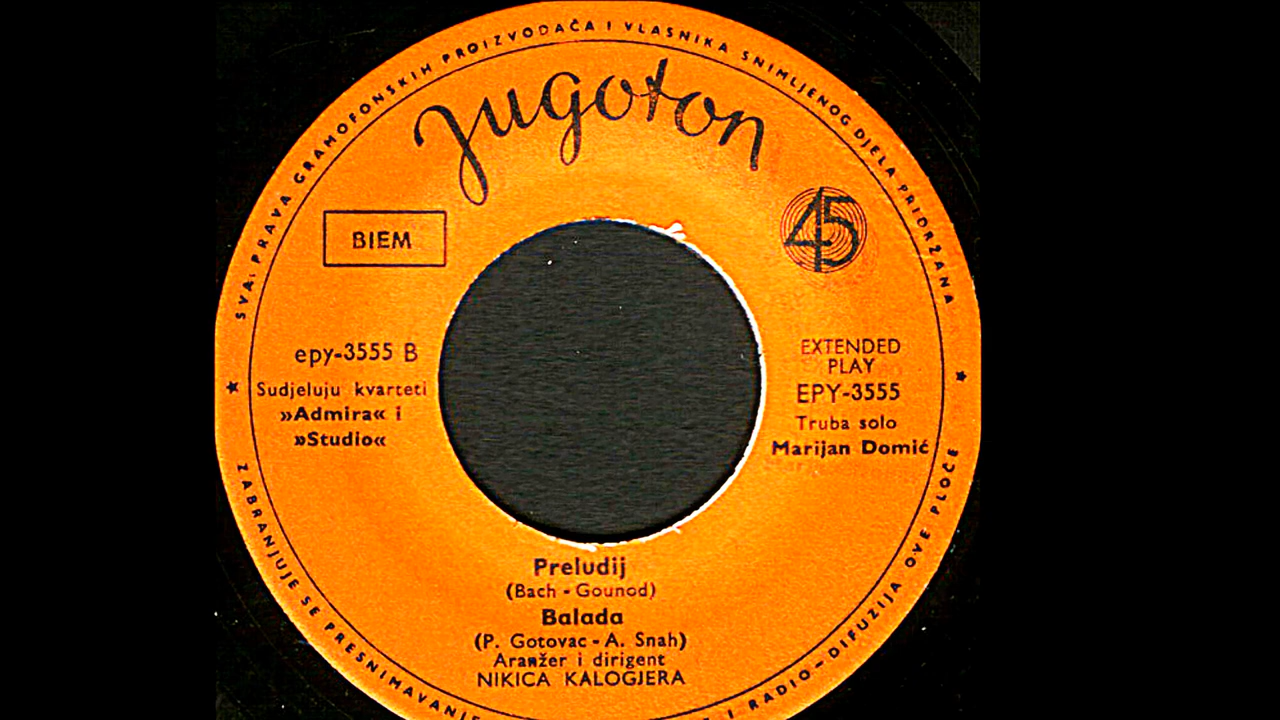 SVA PRAVA GRAMOFONSKIH PROIZVOĐAČA I VLASNIKA SNIMLJENOG DJELA PRIDRŽANA
Jugoton
BIEM
45
epy-3555 B
Sudjeluju kvarteti
»Admira« i
»Studio«
EXTENDED
PLAY
EPY-3555
Truba solo
Marijan Domić
Preludij
(Bach - Gounod)
Balada
(P. Gotovac - A. Snah)
Aranžer i dirigent
NIKICA KALOGJERA
ZABRANJUJE SE PRESNIMAVANJE I RADIO-DIFUZIJA OVE PLOČE